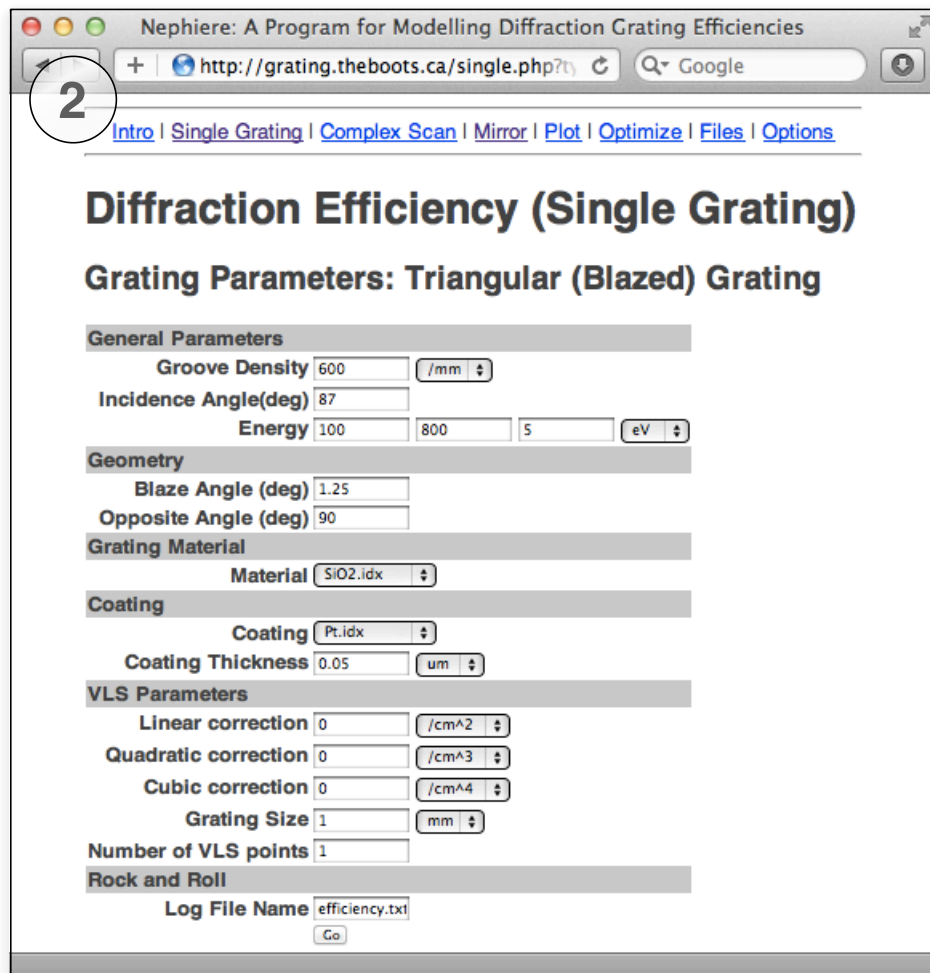 Nephiere: A Program for Modelling Diffraction Grating Efficiencies
+ http://grating.theboots.ca/single.php?ty Google
2
Intro | Single Grating | Complex Scan | Mirror | Plot | Optimize | Files | Options
Diffraction Efficiency (Single Grating)
Grating Parameters: Triangular (Blazed) Grating
General Parameters
Groove Density 600 /mm
Incidence Angle(deg) 87
Energy 100 800 5 eV
Geometry
Blaze Angle (deg) 1.25
Opposite Angle (deg) 90
Grating Material
Material SiO2.idx
Coating
Coating Pt.idx
Coating Thickness 0.05 um
VLS Parameters
Linear correction 0 /cm^2
Quadratic correction 0 /cm^3
Cubic correction 0 /cm^4
Grating Size 1 mm
Number of VLS points 1
Rock and Roll
Log File Name efficiency.txt
Go